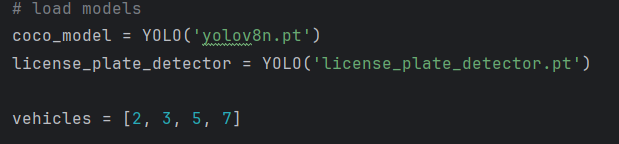 # load models
coco_model = YOLO('yolov8n.pt')
license_plate_detector = YOLO('license_plate_detector.pt')
vehicles = [2, 3, 5, 7]